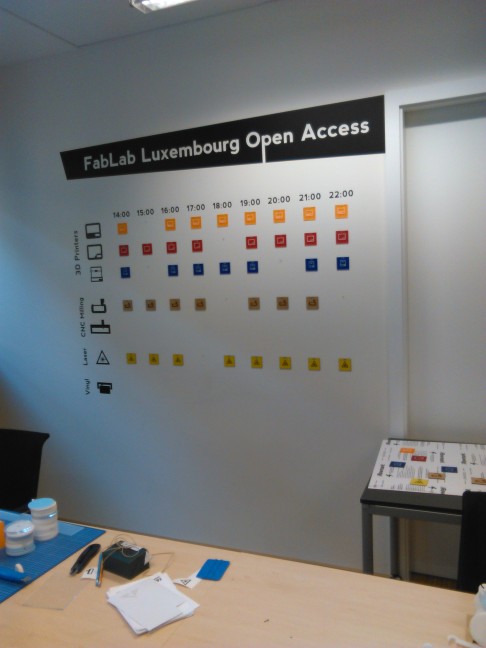 FabLab Luxembourg Open Access
14:00 15:00 16:00 17:00 18:00 19:00 20:00 21:00 22:00
3D Printers
CNC Milling
Laser
Vinyl